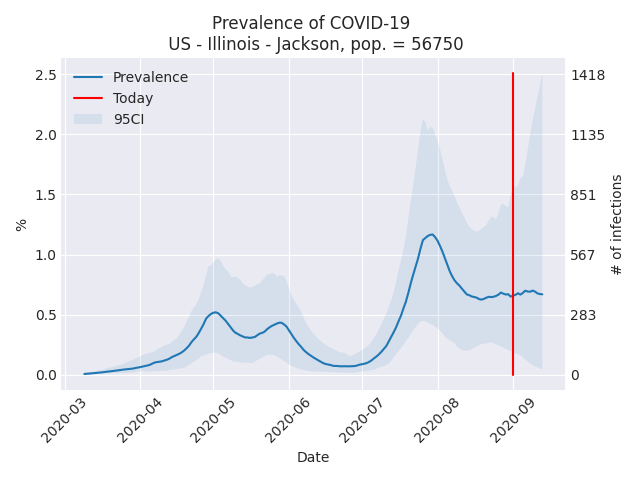 Prevalence of COVID-19
US - Illinois - Jackson, pop. = 56750
Prevalence
Today
95CI
2.5
2.0
1.5
1.0
0.5
0.0
%
1418
1135
851
567
283
0
# of infections
2020-03
2020-04
2020-05
2020-06
2020-07
2020-08
2020-09
Date